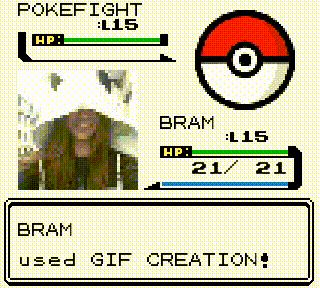 POKEFIGHT
:L15
HP:
BRAM
:L15
HP:
21/ 21
BRAM
used GIF CREATION!